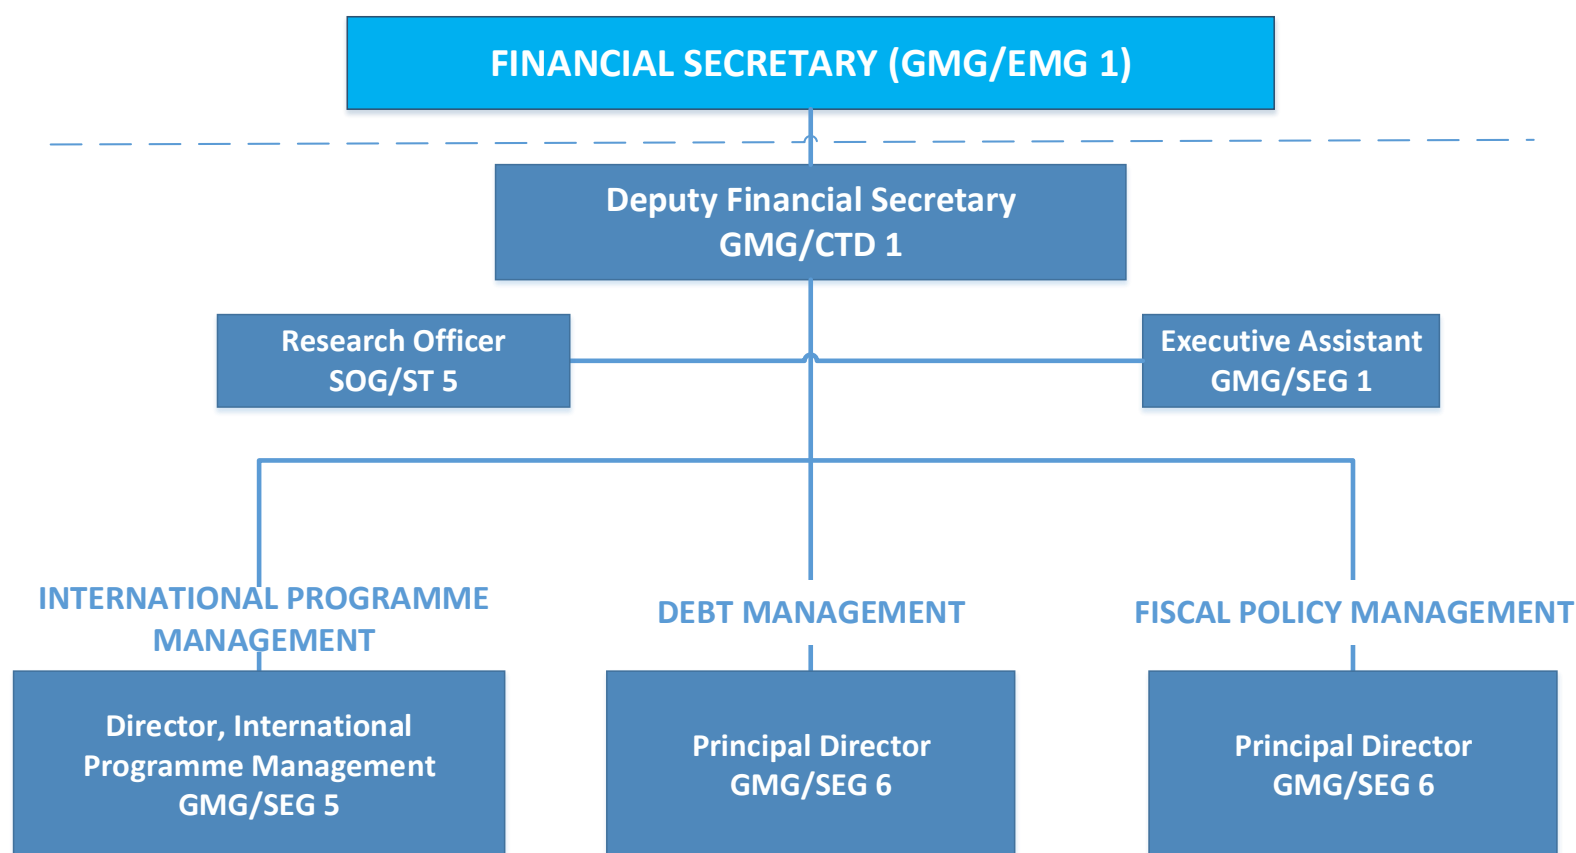 FINANCIAL SECRETARY (GMG/EMG 1)
Deputy Financial Secretary
GMG/CTD 1
Research Officer
SOG/ST 5
Executive Assistant
GMG/SEG 1
INTERNATIONAL PROGRAMME
MANAGEMENT
DEBT MANAGEMENT
FISCAL POLICY MANAGEMENT
Director, International
Programme Management
GMG/SEG 5
Principal Director
GMG/SEG 6
Principal Director
GMG/SEG 6